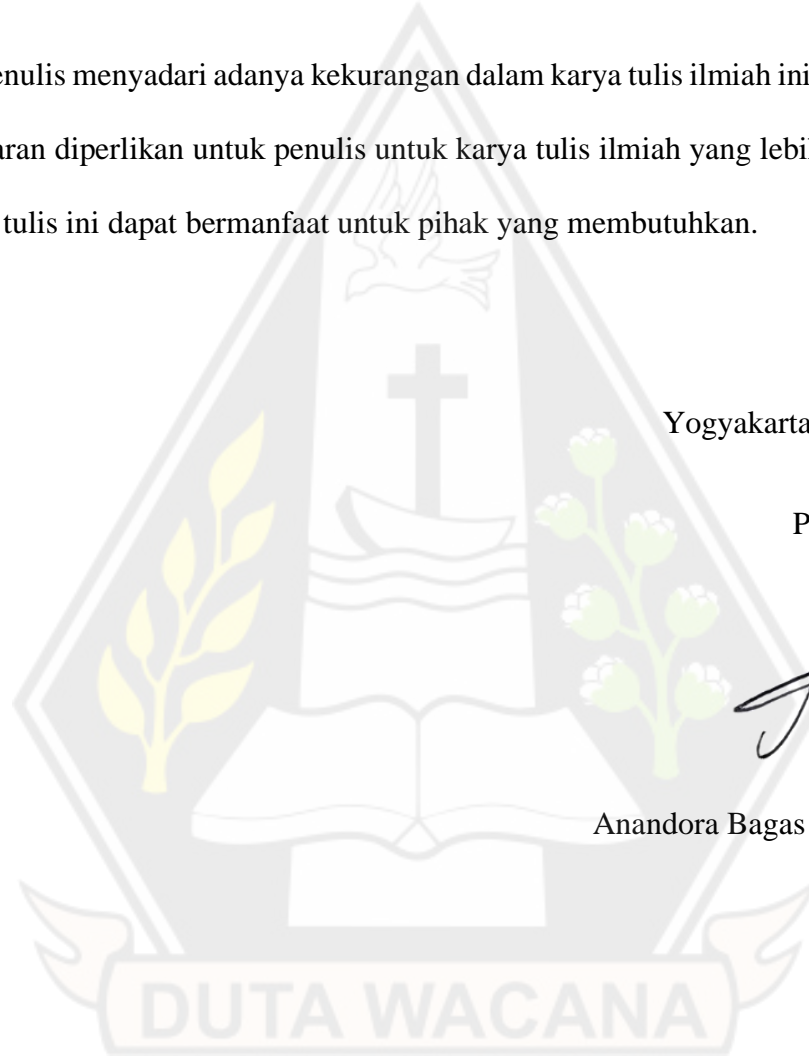 enulis menyadari adanya kekurangan dalam karya tulis ilmiah ini
aran diperlikan untuk penulis untuk karya tulis ilmiah yang lebi
tulis ini dapat bermanfaat untuk pihak yang membutuhkan.
Yogyakarta
P
Anandora Bagas
DUTA WACANA